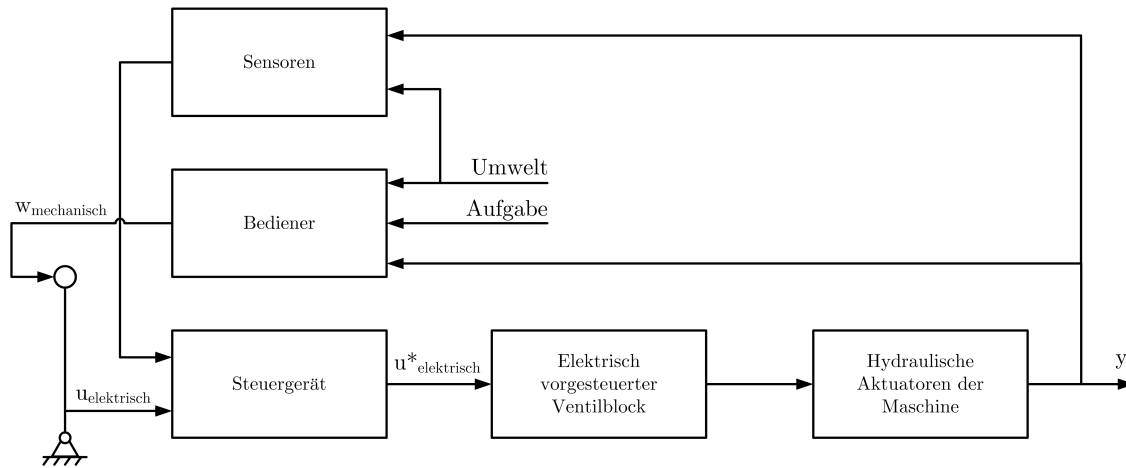 Sensoren
Umwelt
w_mechanisch
Bediener
Aufgabe
Steuergerät
u_elektrisch
u*_elektrisch
Elektrisch
vorgesteuerter
Ventilblock
Hydraulische
Aktuatoren der
Maschine
y